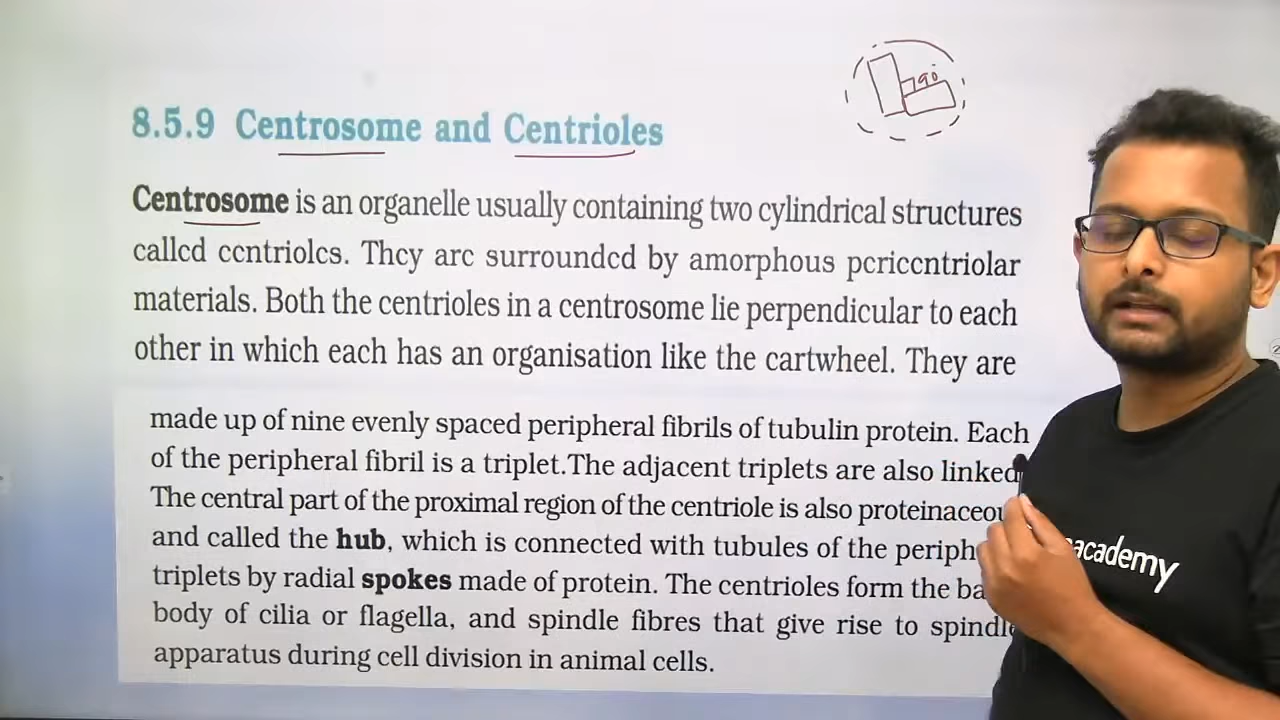 90
8.5.9 Centrosome and Centrioles
Centrosome is an organelle usually containing two cylindrical structures
called centrioles. They are surrounded by amorphous pericentriolar
materials. Both the centrioles in a centrosome lie perpendicular to each
other in which each has an organisation like the cartwheel. They are
made up of nine evenly spaced peripheral fibrils of tubulin protein. Each
of the peripheral fibril is a triplet.The adjacent triplets are also linked
The central part of the proximal region of the centriole is also proteinaceou
and called the hub, which is connected with tubules of the periph
triplets by radial spokes made of protein. The centrioles form the ba
body of cilia or flagella, and spindle fibres that give rise to spindle
apparatus during cell division in animal cells.
academy